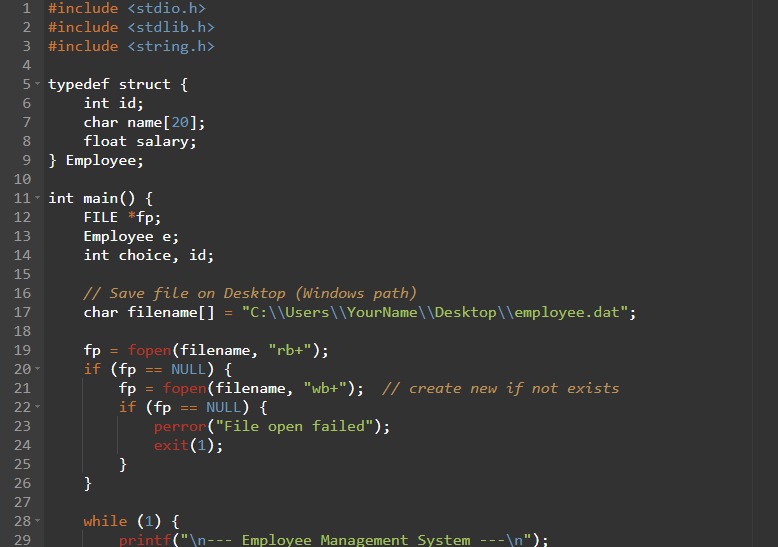 1 #include <stdio.h>
2 #include <stdlib.h>
3 #include <string.h>
4
5 typedef struct {
6     int id;
7     char name[20];
8     float salary;
9 } Employee;
10
11 int main() {
12     FILE *fp;
13     Employee e;
14     int choice, id;
15
16     // Save file on Desktop (Windows path)
17     char filename[] = "C:\\Users\\YourName\\Desktop\\employee.dat";
18
19     fp = fopen(filename, "rb+");
20     if (fp == NULL) {
21         fp = fopen(filename, "wb+");  // create new if not exists
22         if (fp == NULL) {
23             perror("File open failed");
24             exit(1);
25         }
26     }
27
28     while (1) {
29         printf("\n--- Employee Management System ---\n");